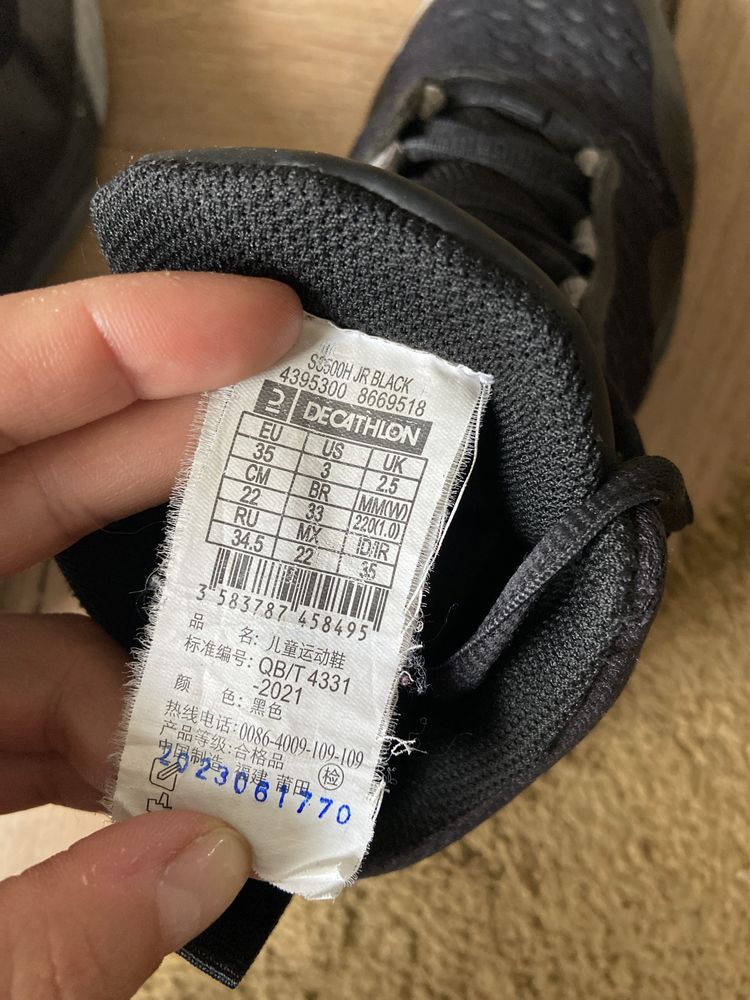 SS500H JR BLACK
4395300 8669518
DECATHLON
EU US UK
35 3 2.5
CM BR MM(W)
22 33 220(1.0)
RU MX ID/IR
34.5 22 35
3 583787 458495
品 名: 儿童运动鞋
标准编号: QB/T 4331
-2021
颜 色: 黑色
热线电话: 0086-4009-109-109
产品等级: 合格品
中国制造 福建 莆田 检
2023061770